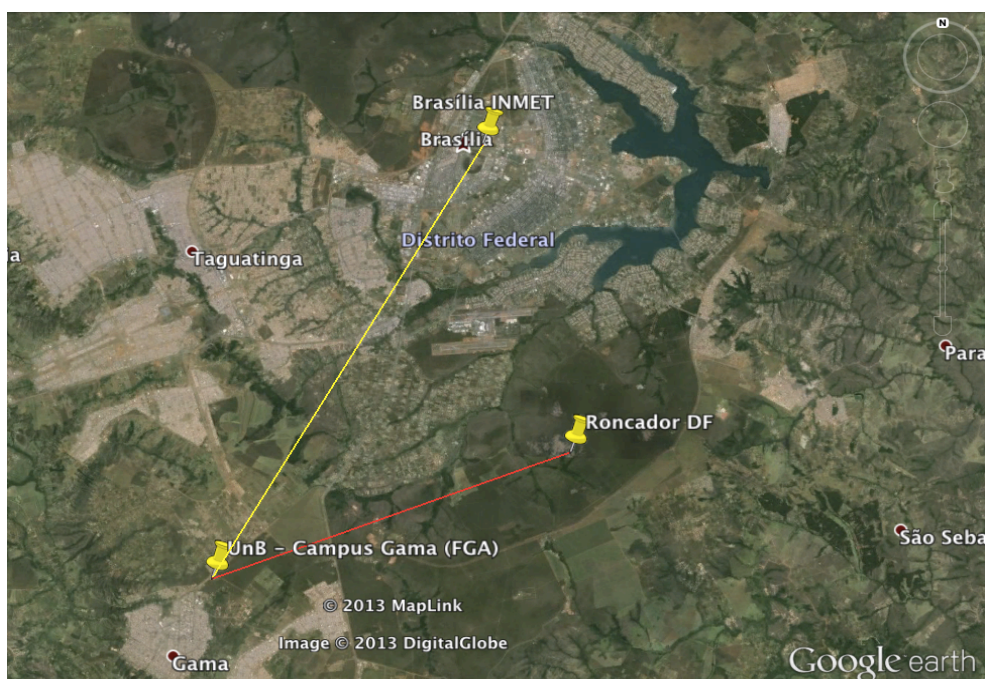 N
Brasília INMET
Brasília
Distrito Federal
ia
Taguatinga
Para
Roncador DF
São Seba
UnB - Campus Gama (FGA)
© 2013 MapLink
Image © 2013 DigitalGlobe
Gama
Google earth